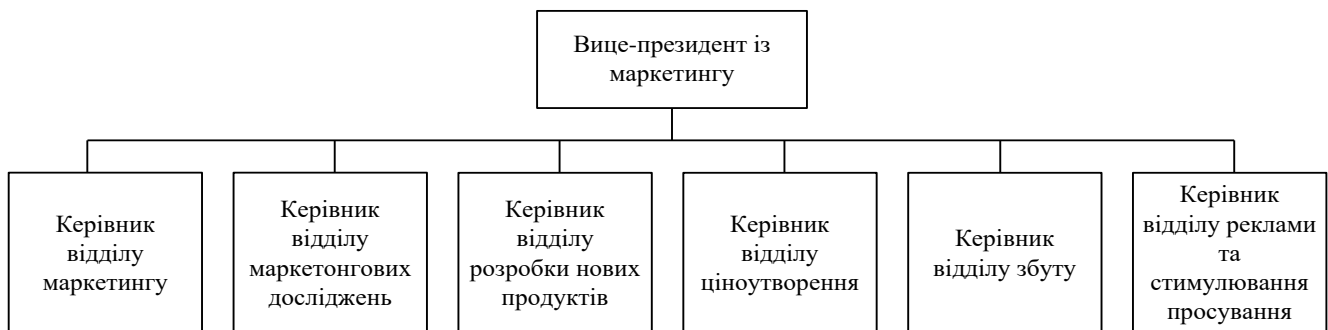 Вице-президент із
маркетингу
Керівник
відділу
маркетингу
Керівник
відділу
маркетонгових
досліджень
Керівник
відділу
розробки нових
продуктів
Керівник
відділу
ціноутворення
Керівник
відділу збуту
Керівник
відділу реклами
та
стимулювання
просування